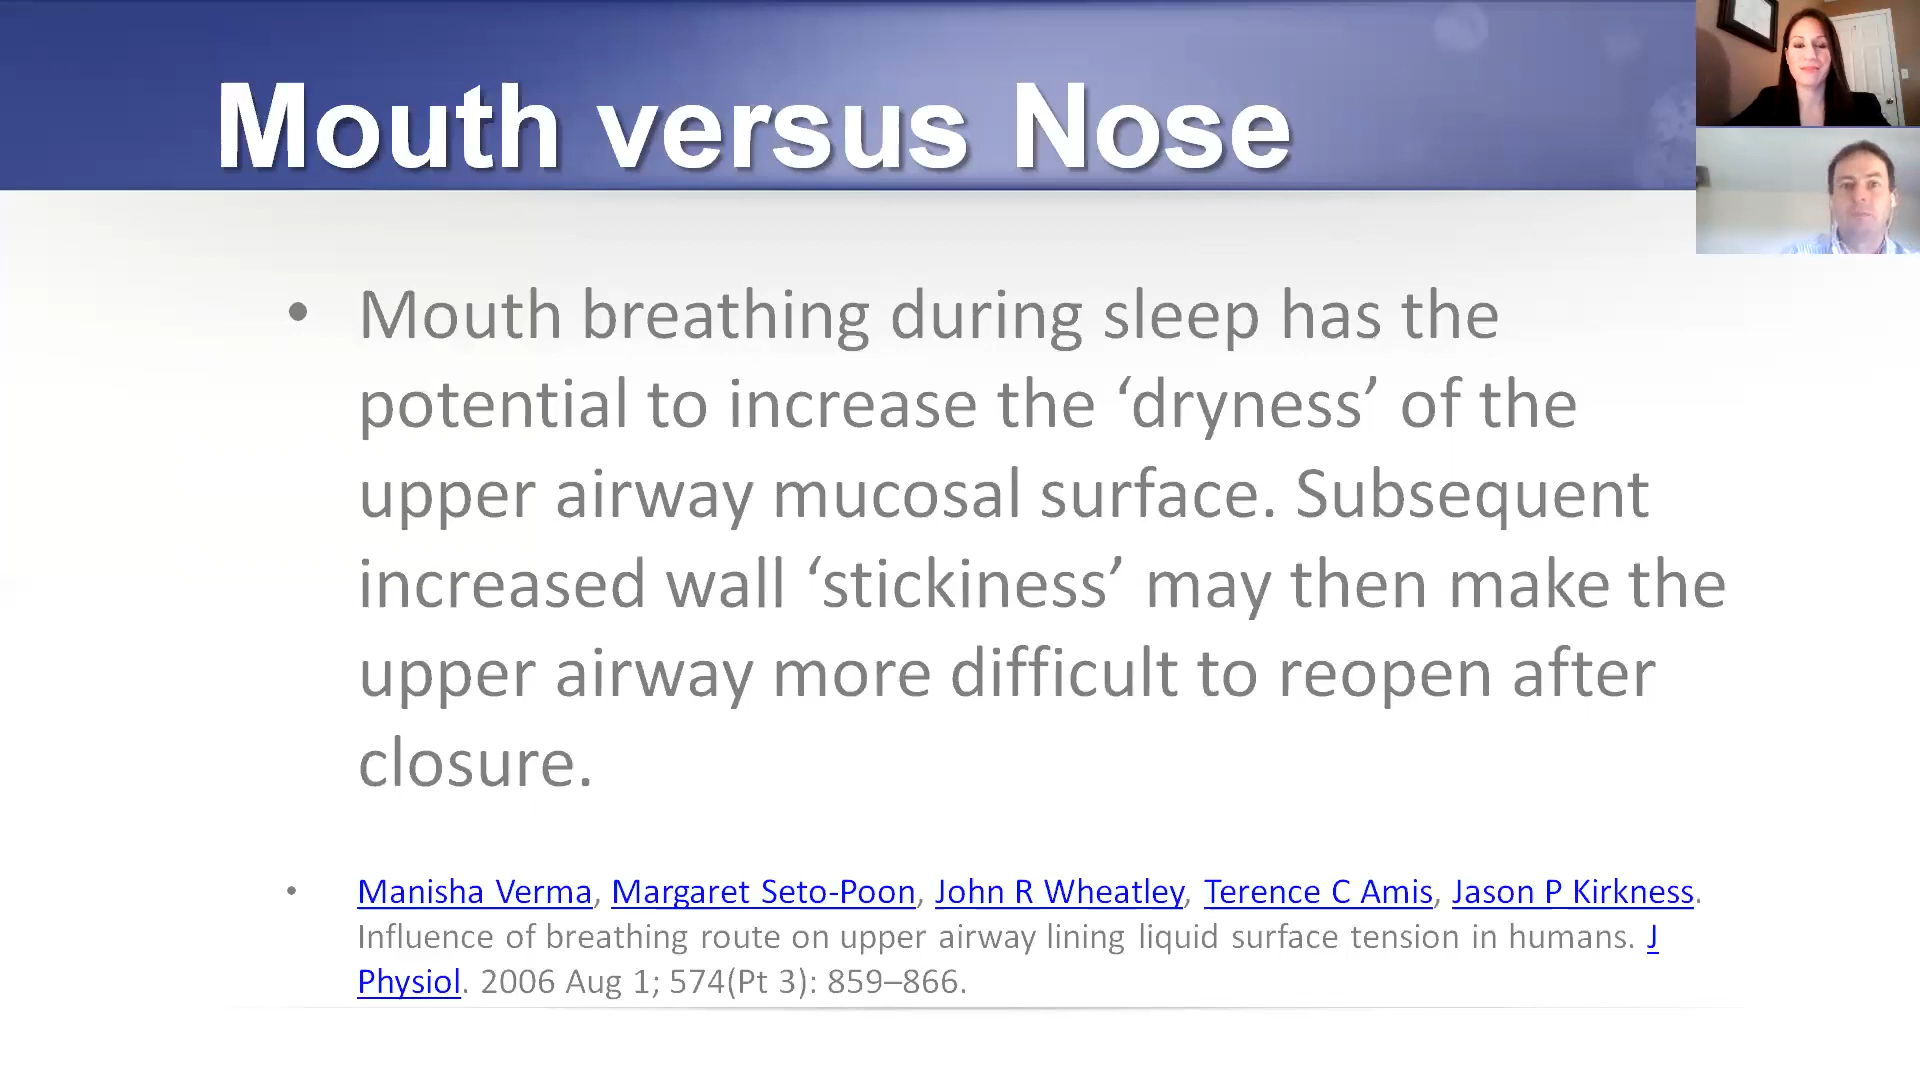 Mouth versus Nose
• Mouth breathing during sleep has the
potential to increase the ‘dryness’ of the
upper airway mucosal surface. Subsequent
increased wall ‘stickiness’ may then make the
upper airway more difficult to reopen after
closure.
• Manisha Verma, Margaret Seto-Poon, John R Wheatley, Terence C Amis, Jason P Kirkness.
Influence of breathing route on upper airway lining liquid surface tension in humans. J
Physiol. 2006 Aug 1; 574(Pt 3): 859–866.